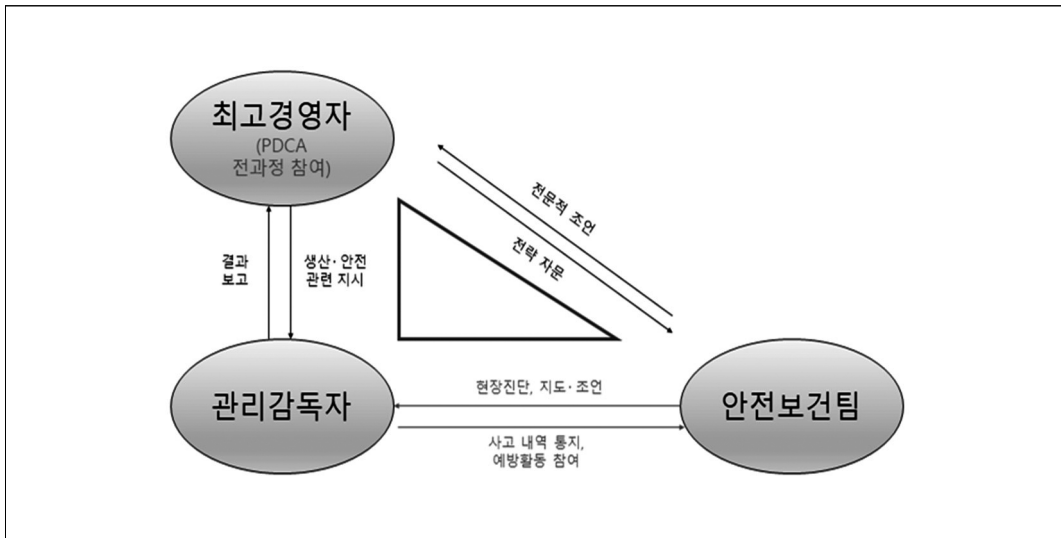 최고경영자
(PDCA
전과정 참여)
전문적 조언
전략 자문
결과
보고
생산·안전
관련 지시
관리감독자
현장진단, 지도·조언
사고 내역 통지,
예방활동 참여
안전보건팀